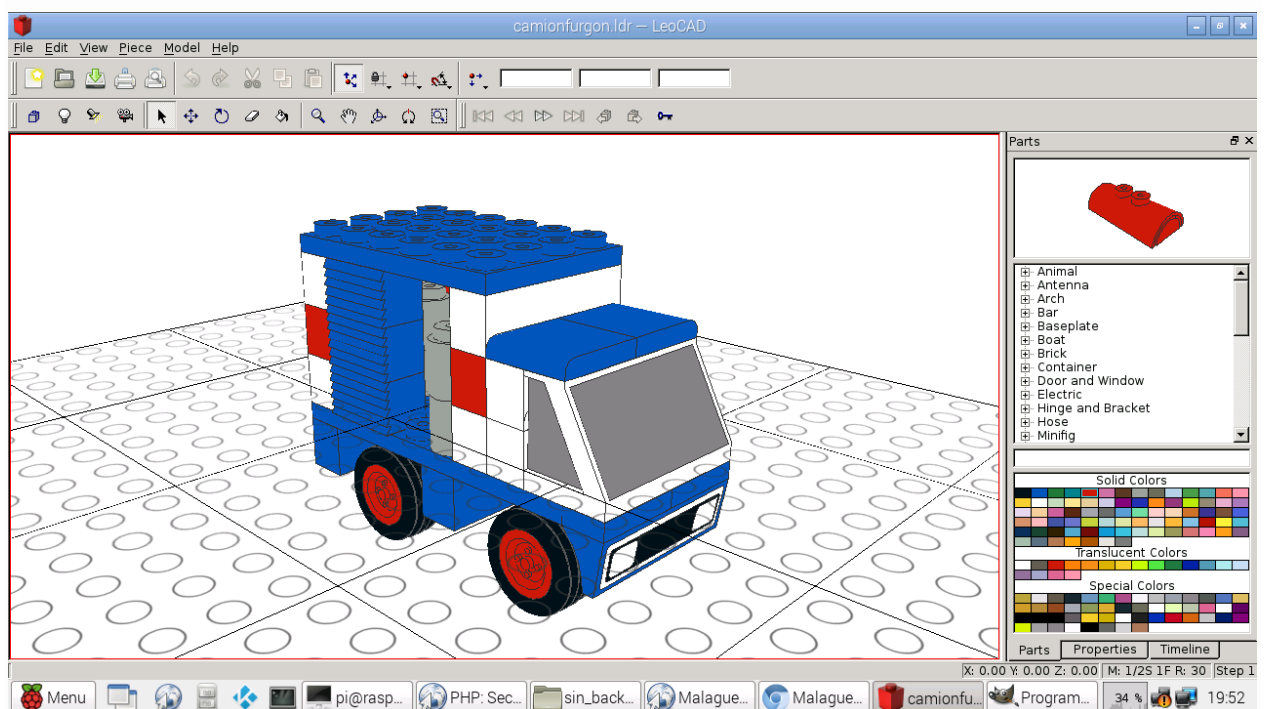 camionfurgon.ldr — LeoCAD
File Edit View Piece Model Help
Parts
Animal
Antenna
Arch
Bar
Baseplate
Boat
Brick
Container
Door and Window
Electric
Hinge and Bracket
Hose
Minifig
Solid Colors
Translucent Colors
Special Colors
Parts Properties Timeline
X: 0.00 Y: 0.00 Z: 0.00 M: 1/2S 1F R: 30 Step 1
Menu pi@rasp... PHP: Sec... sin_back... Malague... Malague... camionfu... Program... 34 % 19:52